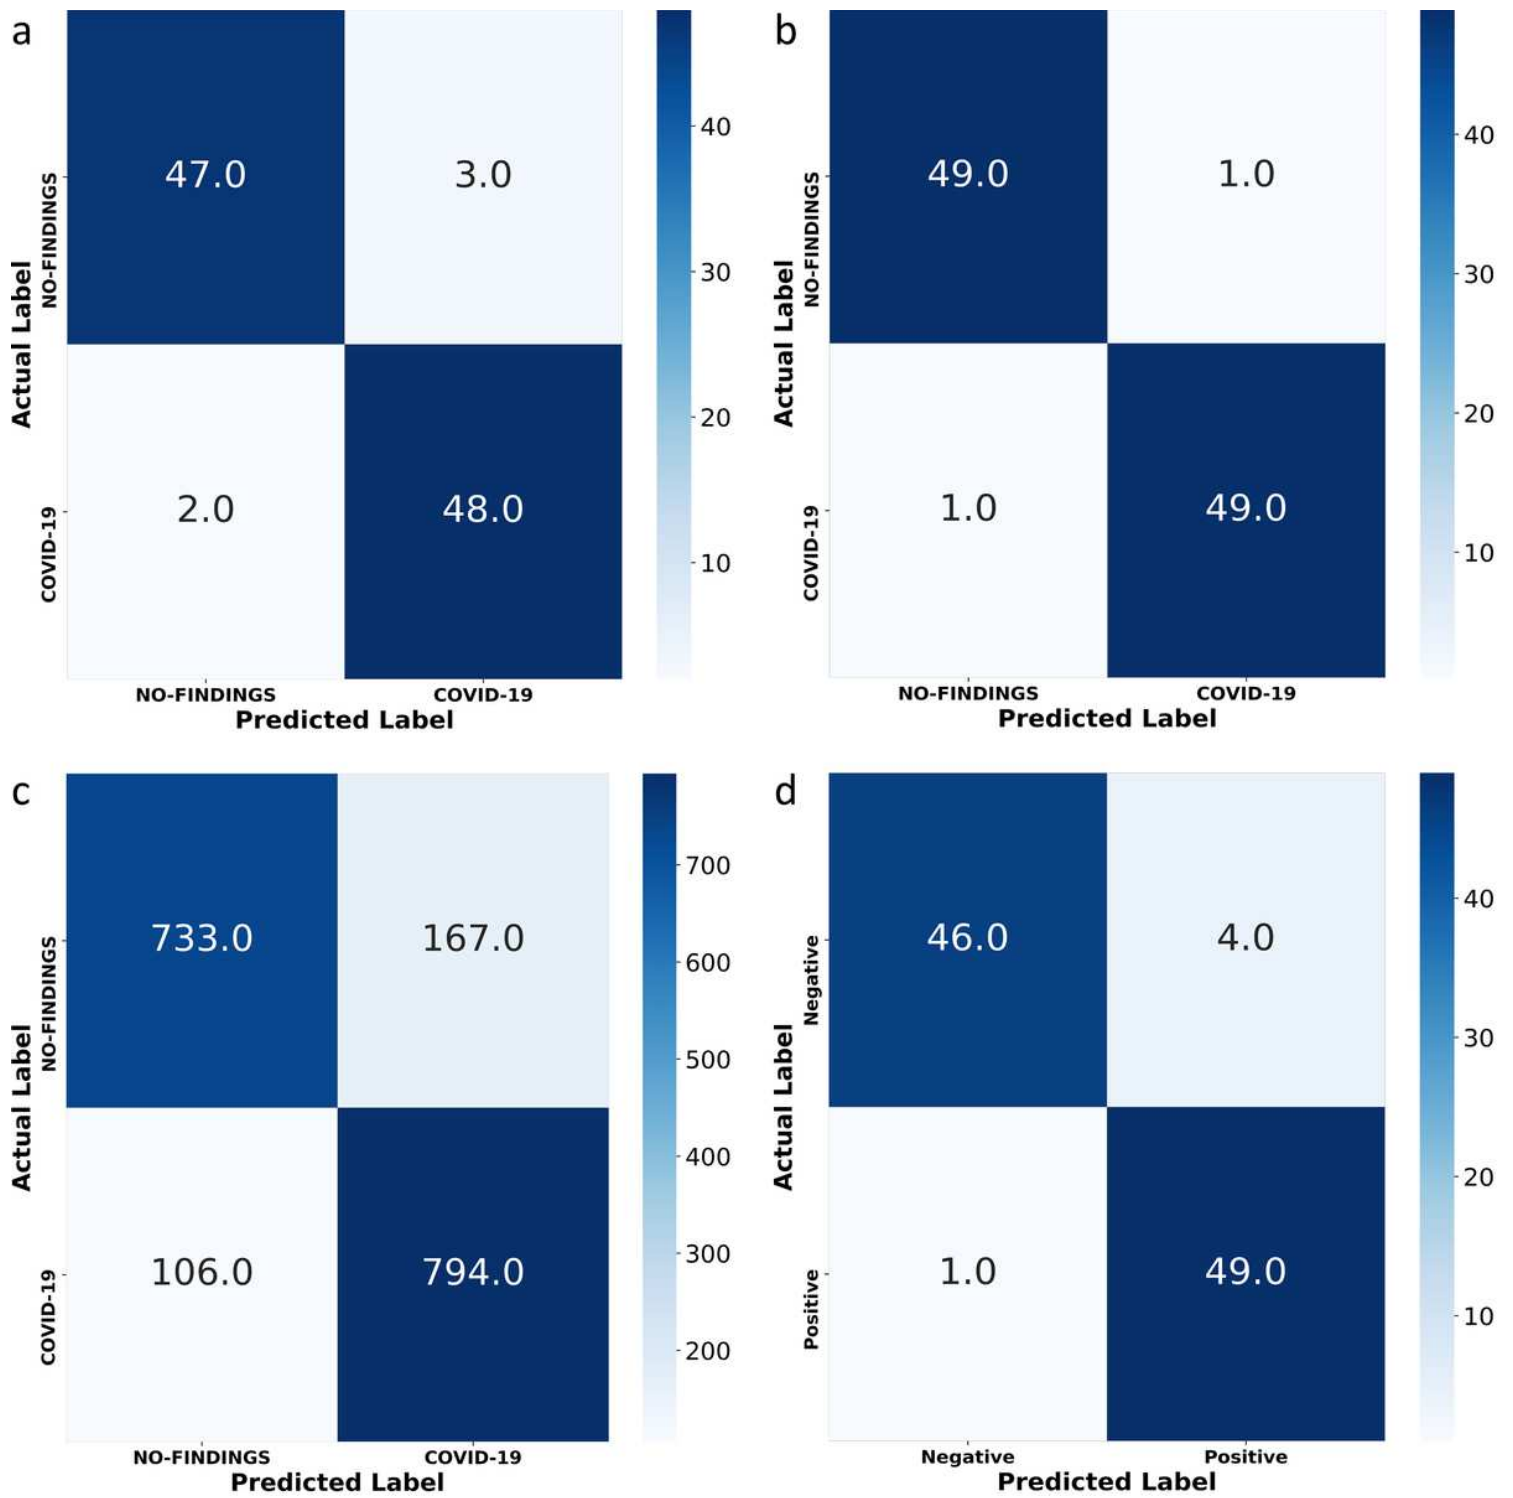 a
47.0 3.0
2.0 48.0
NO-FINDINGS
COVID-19
Actual Label
NO-FINDINGS COVID-19
Predicted Label
40
30
20
10
b
49.0 1.0
1.0 49.0
NO-FINDINGS
COVID-19
Actual Label
NO-FINDINGS COVID-19
Predicted Label
40
30
20
10
c
733.0 167.0
106.0 794.0
NO-FINDINGS
COVID-19
Actual Label
NO-FINDINGS COVID-19
Predicted Label
700
600
500
400
300
200
d
46.0 4.0
1.0 49.0
Negative
Positive
Actual Label
Negative Positive
Predicted Label
40
30
20
10